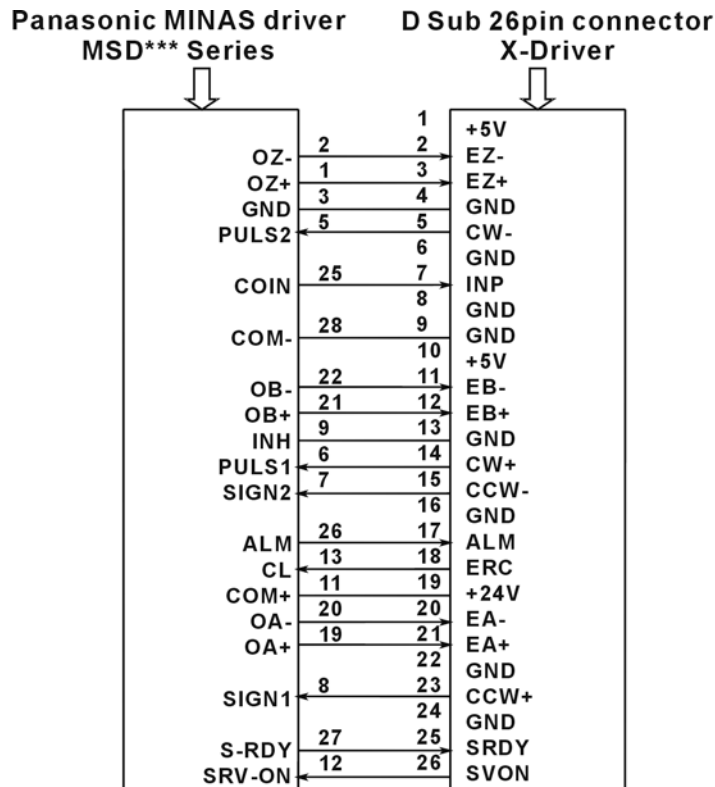 Panasonic MINAS driver D Sub 26pin connector
MSD*** Series X-Driver
1 +5V
OZ- 2 2 EZ-
OZ+ 1 3 EZ+
GND 3 4 GND
PULS2 5 5 CW-
6 GND
COIN 25 7 INP
8 GND
COM- 28 9 GND
10 +5V
OB- 22 11 EB-
OB+ 21 12 EB+
INH 9 13 GND
PULS1 6 14 CW+
SIGN2 7 15 CCW-
16 GND
ALM 26 17 ALM
CL 13 18 ERC
COM+ 11 19 +24V
OA- 20 20 EA-
OA+ 19 21 EA+
22 GND
SIGN1 8 23 CCW+
24 GND
S-RDY 27 25 SRDY
SRV-ON 12 26 SVON